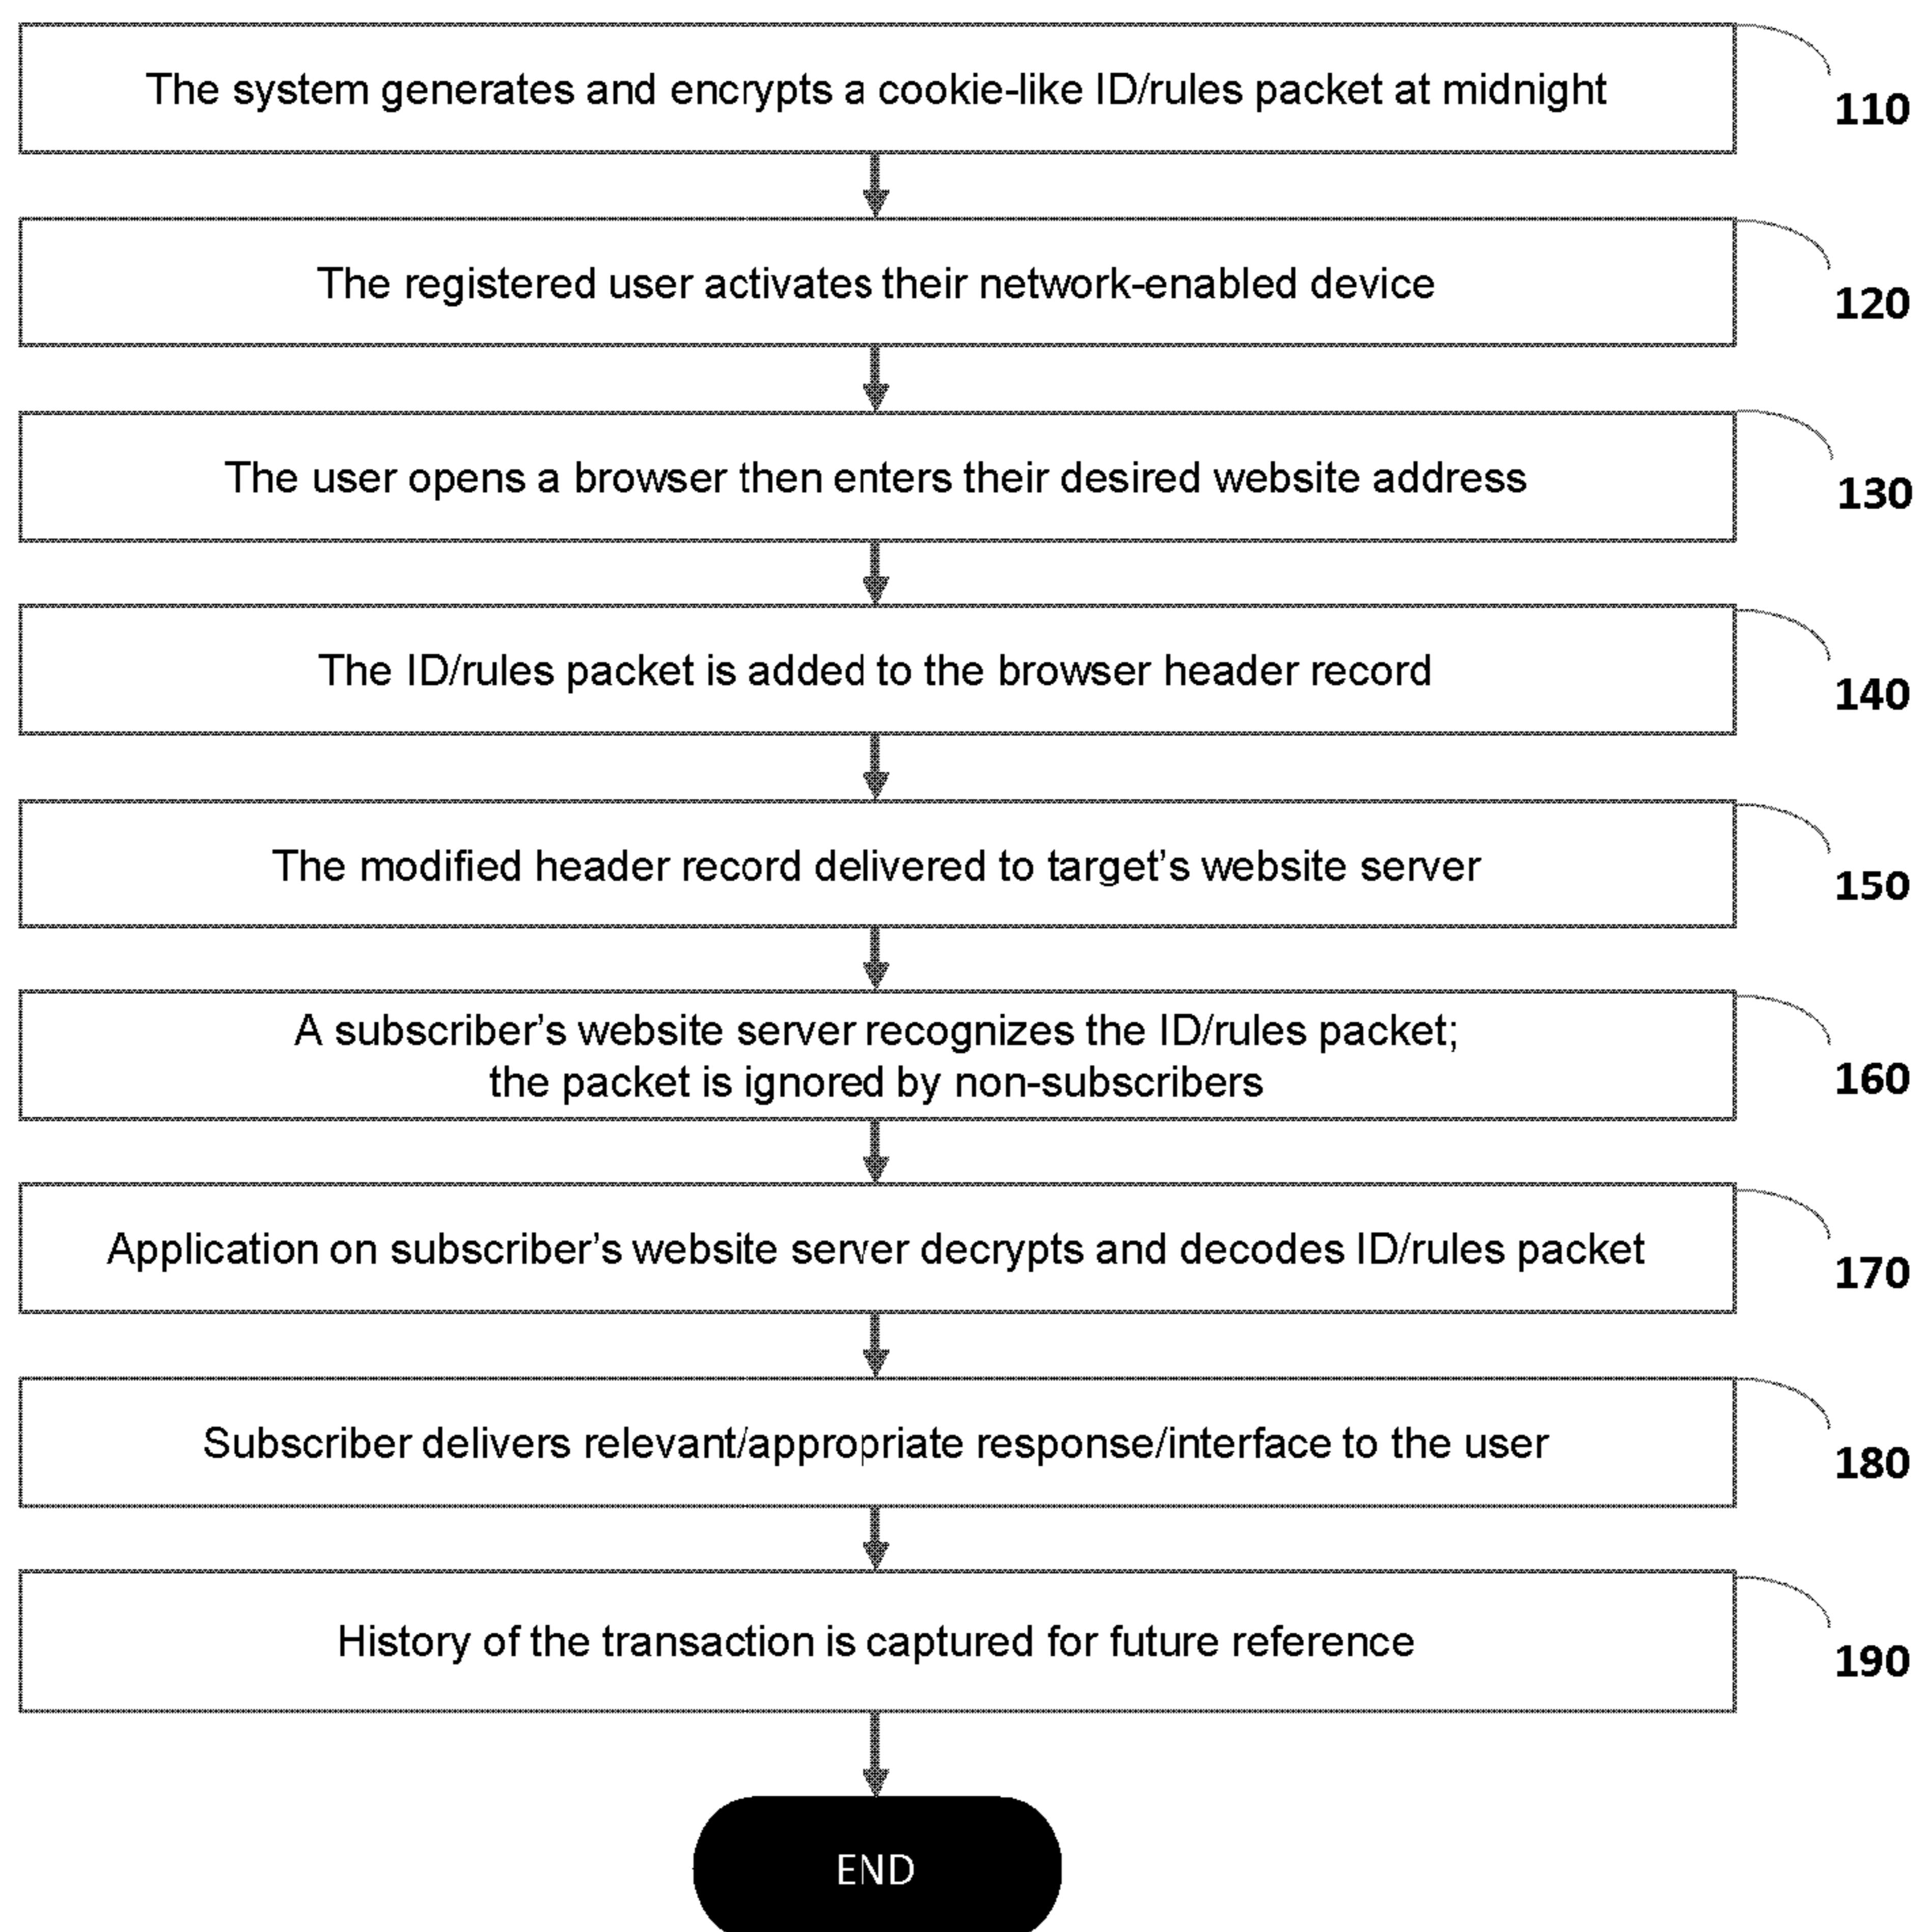 The system generates and encrypts a cookie-like ID/rules packet at midnight
110
The registered user activates their network-enabled device
120
The user opens a browser then enters their desired website address
130
The ID/rules packet is added to the browser header record
140
The modified header record delivered to target’s website server
150
A subscriber’s website server recognizes the ID/rules packet;
the packet is ignored by non-subscribers
160
Application on subscriber’s website server decrypts and decodes ID/rules packet
170
Subscriber delivers relevant/appropriate response/interface to the user
180
History of the transaction is captured for future reference
190
END